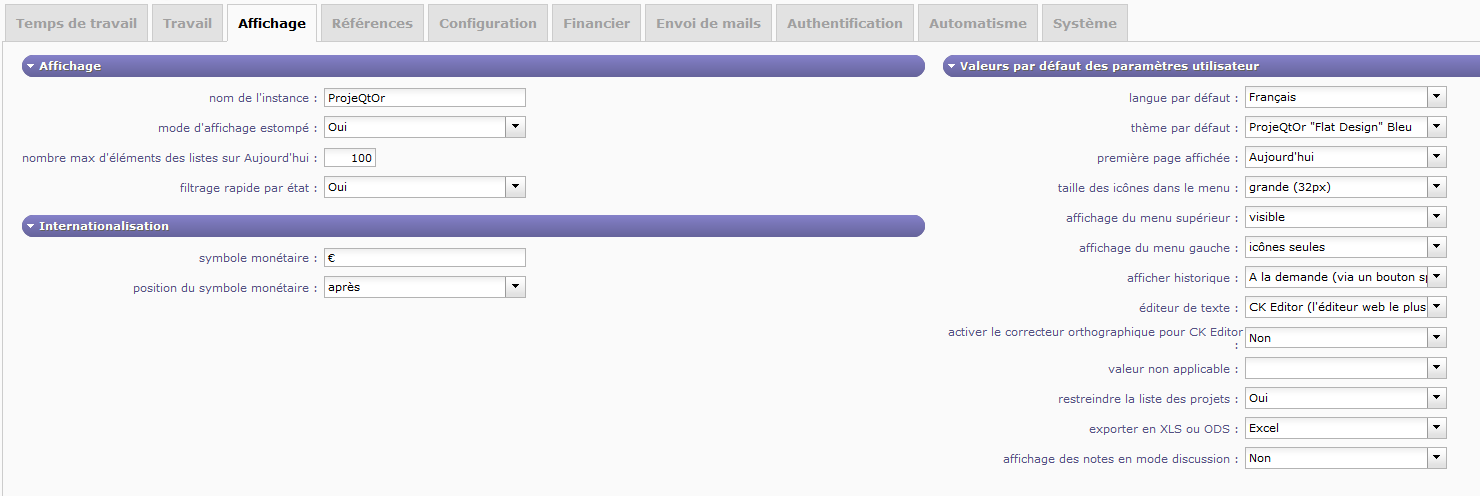 Temps de travail Travail Affichage Références Configuration Financier Envoi de mails Authentification Automatisme Système
Affichage
nom de l'instance : ProjeQtOr
mode d'affichage estompé : Oui
nombre max d'éléments des listes sur Aujourd'hui : 100
filtrage rapide par état : Oui
Internationalisation
symbole monétaire : €
position du symbole monétaire : après
Valeurs par défaut des paramètres utilisateur
langue par défaut : Français
thème par défaut : ProjeQtOr "Flat Design" Bleu
première page affichée : Aujourd'hui
taille des icônes dans le menu : grande (32px)
affichage du menu supérieur : visible
affichage du menu gauche : icônes seules
afficher historique : A la demande (via un bouton sp
éditeur de texte : CK Editor (l'éditeur web le plus
activer le correcteur orthographique pour CK Editor : Non
valeur non applicable :
restreindre la liste des projets : Oui
exporter en XLS ou ODS : Excel
affichage des notes en mode discussion : Non